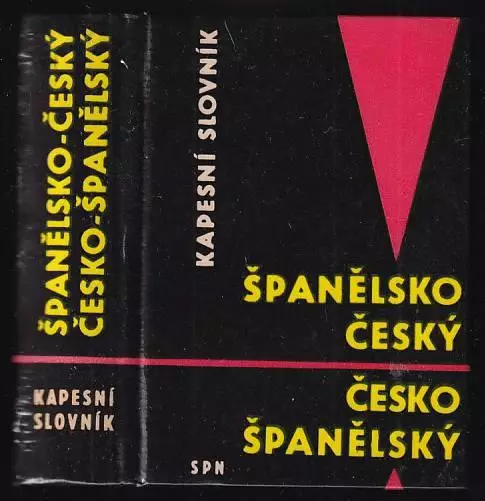 ŠPANĚLSKO-ČESKÝ
ČESKO-ŠPANĚLSKÝ
KAPESNÍ
SLOVNÍK
KAPESNÍ SLOVNÍK
ŠPANĚLSKO
ČESKÝ
ČESKO
ŠPANĚLSKÝ
SPN